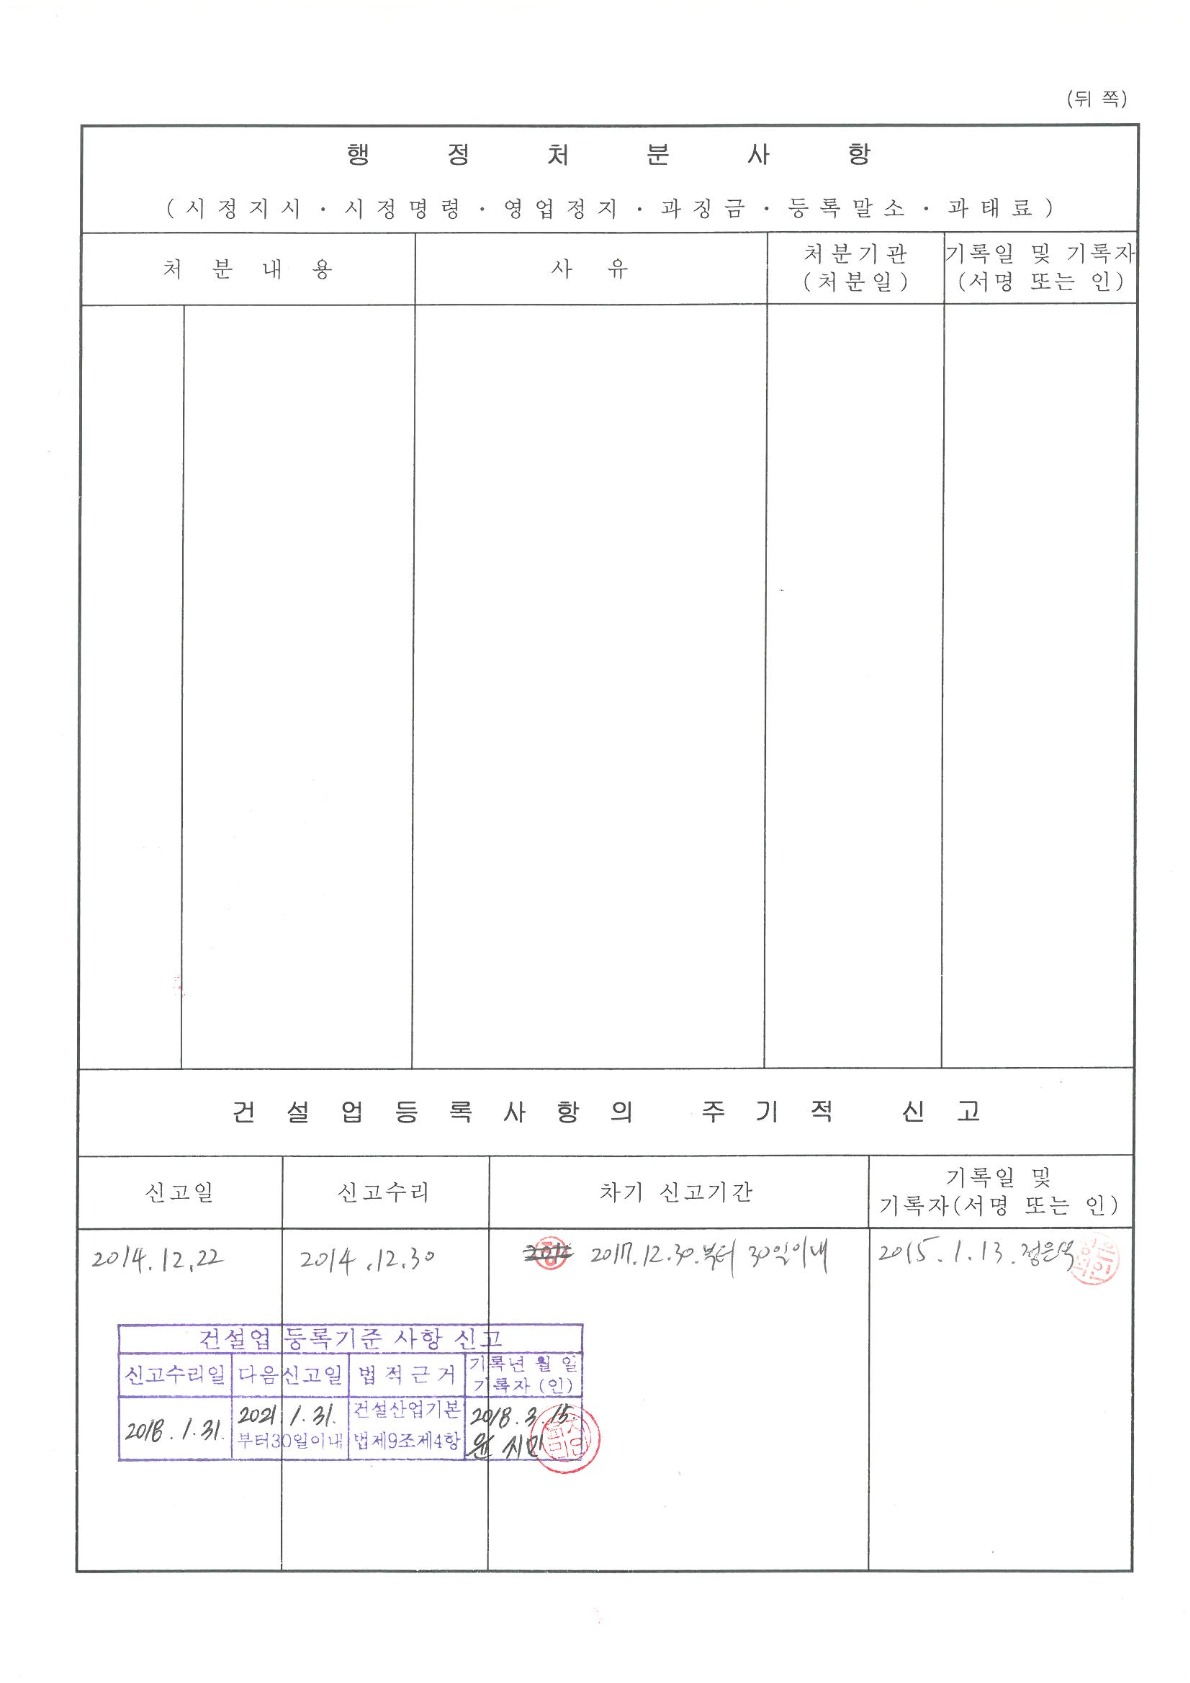 (뒤 쪽)
행 정 처 분 사 항
(시정지시 · 시정명령 · 영업정지 · 과징금 · 등록말소 · 과태료)
처 분 내 용 사 유 처분기관 기록일 및 기록자
(처분일) (서명 또는 인)
건 설 업 등 록 사 항 의 주 기 적 신 고
신고일 신고수리 차기 신고기간 기록일 및
기록자(서명 또는 인)
2014.12.22 2014.12.30 2017.12.30.부터 30일이내 2015.1.13.
건설업 등록기준 사항 신고
신고수리일 다음신고일 법적근거 기록년 월 일
기록자 (인)
2018.1.31. 2021 1.31. 건설산업기본 2018.3.15.
부터30일이내 법제9조제4항